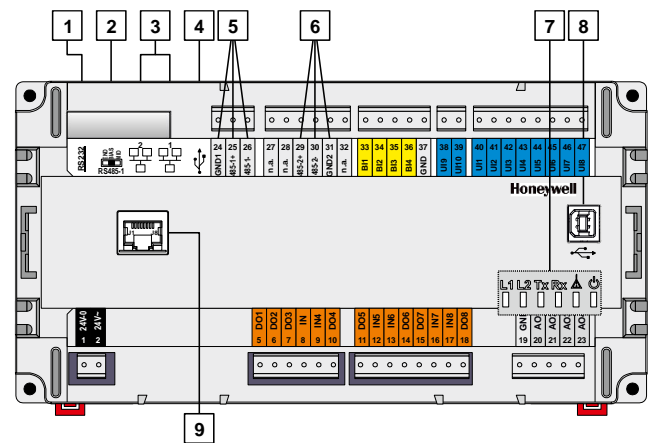 1 2 3 4 5 6 7 8
RS232
END
BIAS
MID
RS485-1
2 1
24 25 26 27 28 29 30 31 32 33 34 35 36 37 38 39 40 41 42 43 44 45 46 47
GND1 485-1+ 485-1- n.a. n.a. 485-2+ 485-2- GND2 n.a. BI1 BI2 BI3 BI4 GND UI9 UI10 UI1 UI2 UI3 UI4 UI5 UI6 UI7 UI8
Honeywell
L1 L2 Tx Rx
24V-0 24V~ DO1 DO2 DO3 IN IN4 DO4 DO5 IN5 IN6 DO6 DO7 IN7 IN8 DO8 AO AO AO AO
1 2 5 6 7 8 9 10 11 12 13 14 15 16 17 18 19 20 21 22 23
9